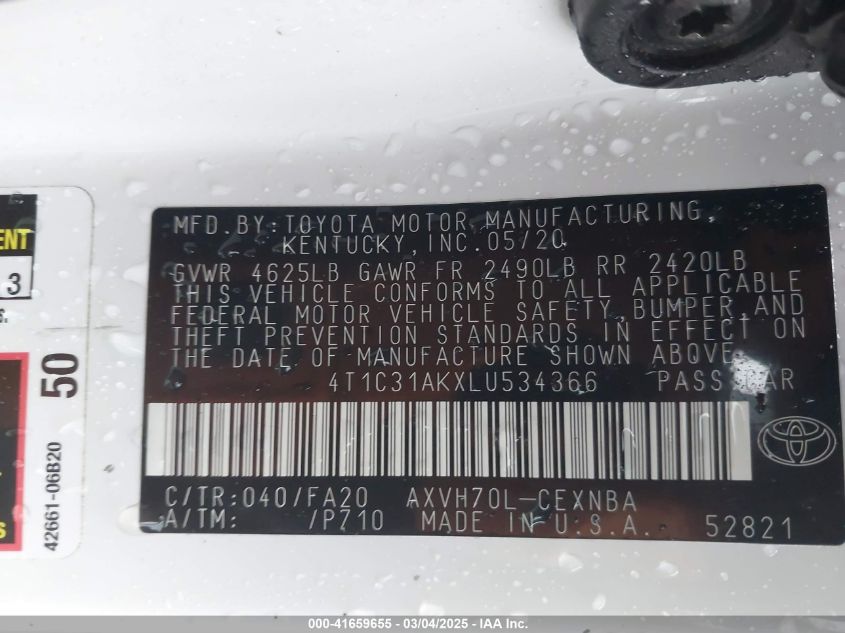 ENT
3
S.
50
42661-06B20
S
MFD. BY: TOYOTA MOTOR MANUFACTURING,
KENTUCKY, INC. 05/20
GVWR 4625LB GAWR FR 2490LB RR 2420LB
THIS VEHICLE CONFORMS TO ALL APPLICABLE
FEDERAL MOTOR VEHICLE SAFETY, BUMPER, AND
THEFT PREVENTION STANDARDS IN EFFECT ON
THE DATE OF MANUFACTURE SHOWN ABOVE.
4T1C31AKXLU534366 PASS CAR
C/TR: 040/FA20 AXVH70L-CEXNBA
A/TM: /P710 MADE IN U.S.A. 52821
000-41659655 — 03/04/2025 — IAA Inc.